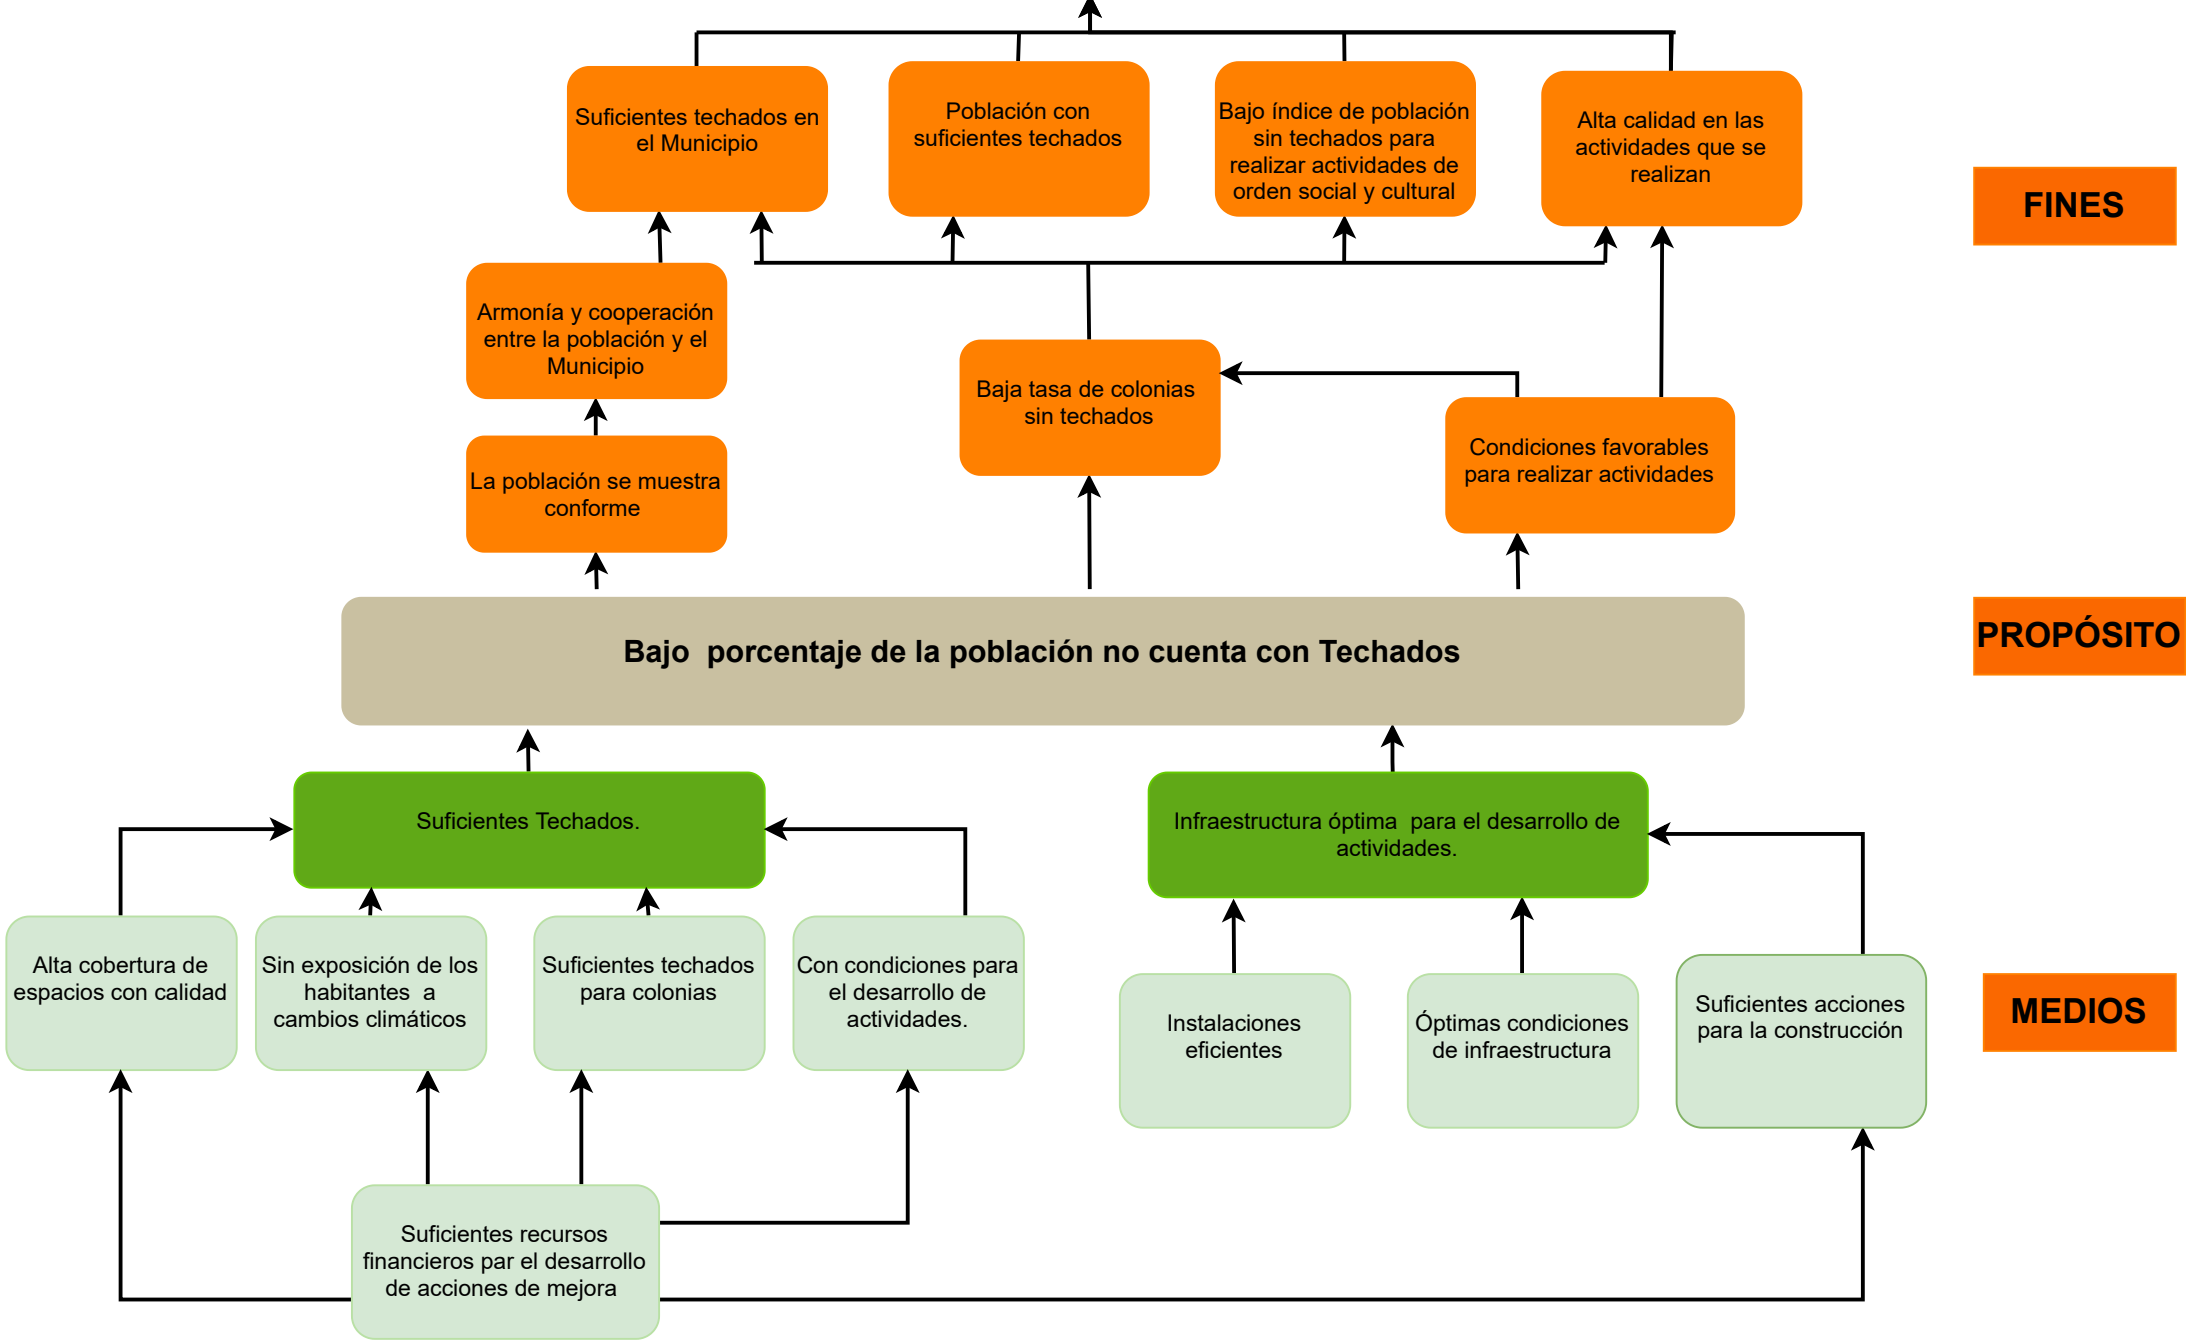 Suficientes techados en
el Municipio
Población con
suficientes techados
Bajo índice de población
sin techados para
realizar actividades de
orden social y cultural
Alta calidad en las
actividades que se
realizan
FINES
Armonía y cooperación
entre la población y el
Municipio
Baja tasa de colonias
sin techados
Condiciones favorables
para realizar actividades
La población se muestra
conforme
Bajo  porcentaje de la población no cuenta con Techados
PROPÓSITO
Suficientes Techados.
Infraestructura óptima  para el desarrollo de
actividades.
Alta cobertura de
espacios con calidad
Sin exposición de los
habitantes  a
cambios climáticos
Suficientes techados
para colonias
Con condiciones para
el desarrollo de
actividades.
Instalaciones
eficientes
Óptimas condiciones
de infraestructura
Suficientes acciones
para la construcción
MEDIOS
Suficientes recursos
financieros par el desarrollo
de acciones de mejora